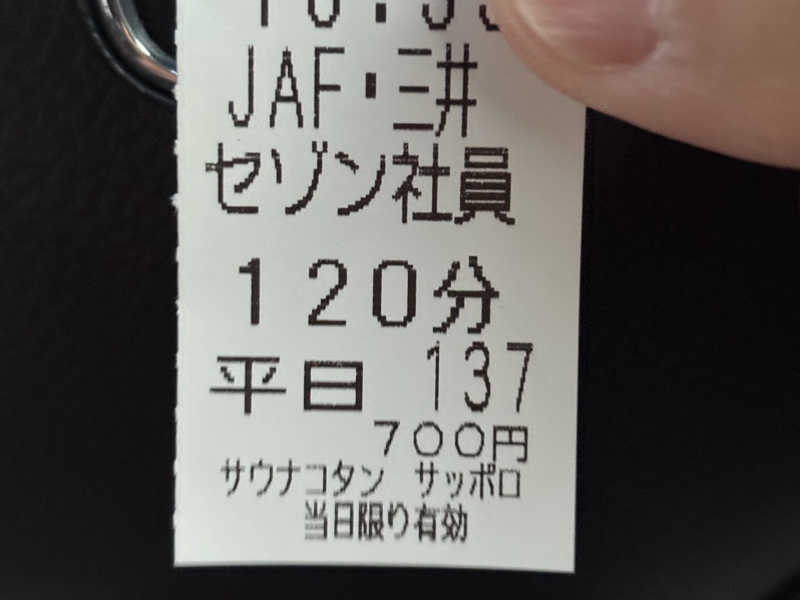 JAF・三井
セゾン社員
120分
平日 137
700円
サウナコタン サッポロ
当日限り有効